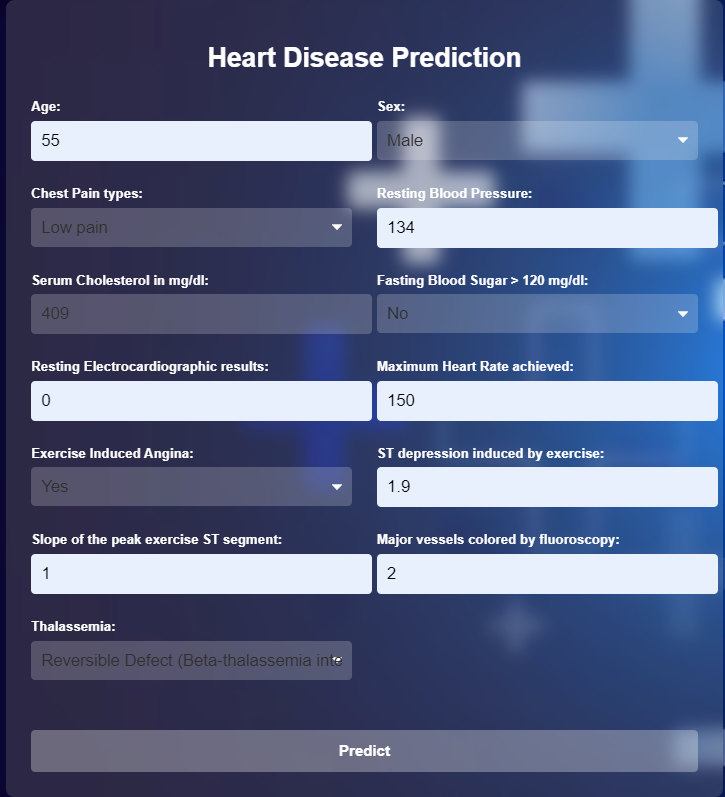 Heart Disease Prediction
Age: Sex:
55 Male
Chest Pain types: Resting Blood Pressure:
Low pain 134
Serum Cholesterol in mg/dl: Fasting Blood Sugar > 120 mg/dl:
409 No
Resting Electrocardiographic results: Maximum Heart Rate achieved:
0 150
Exercise Induced Angina: ST depression induced by exercise:
Yes 1.9
Slope of the peak exercise ST segment: Major vessels colored by fluoroscopy:
1 2
Thalassemia:
Reversible Defect (Beta-thalassemia inte
Predict